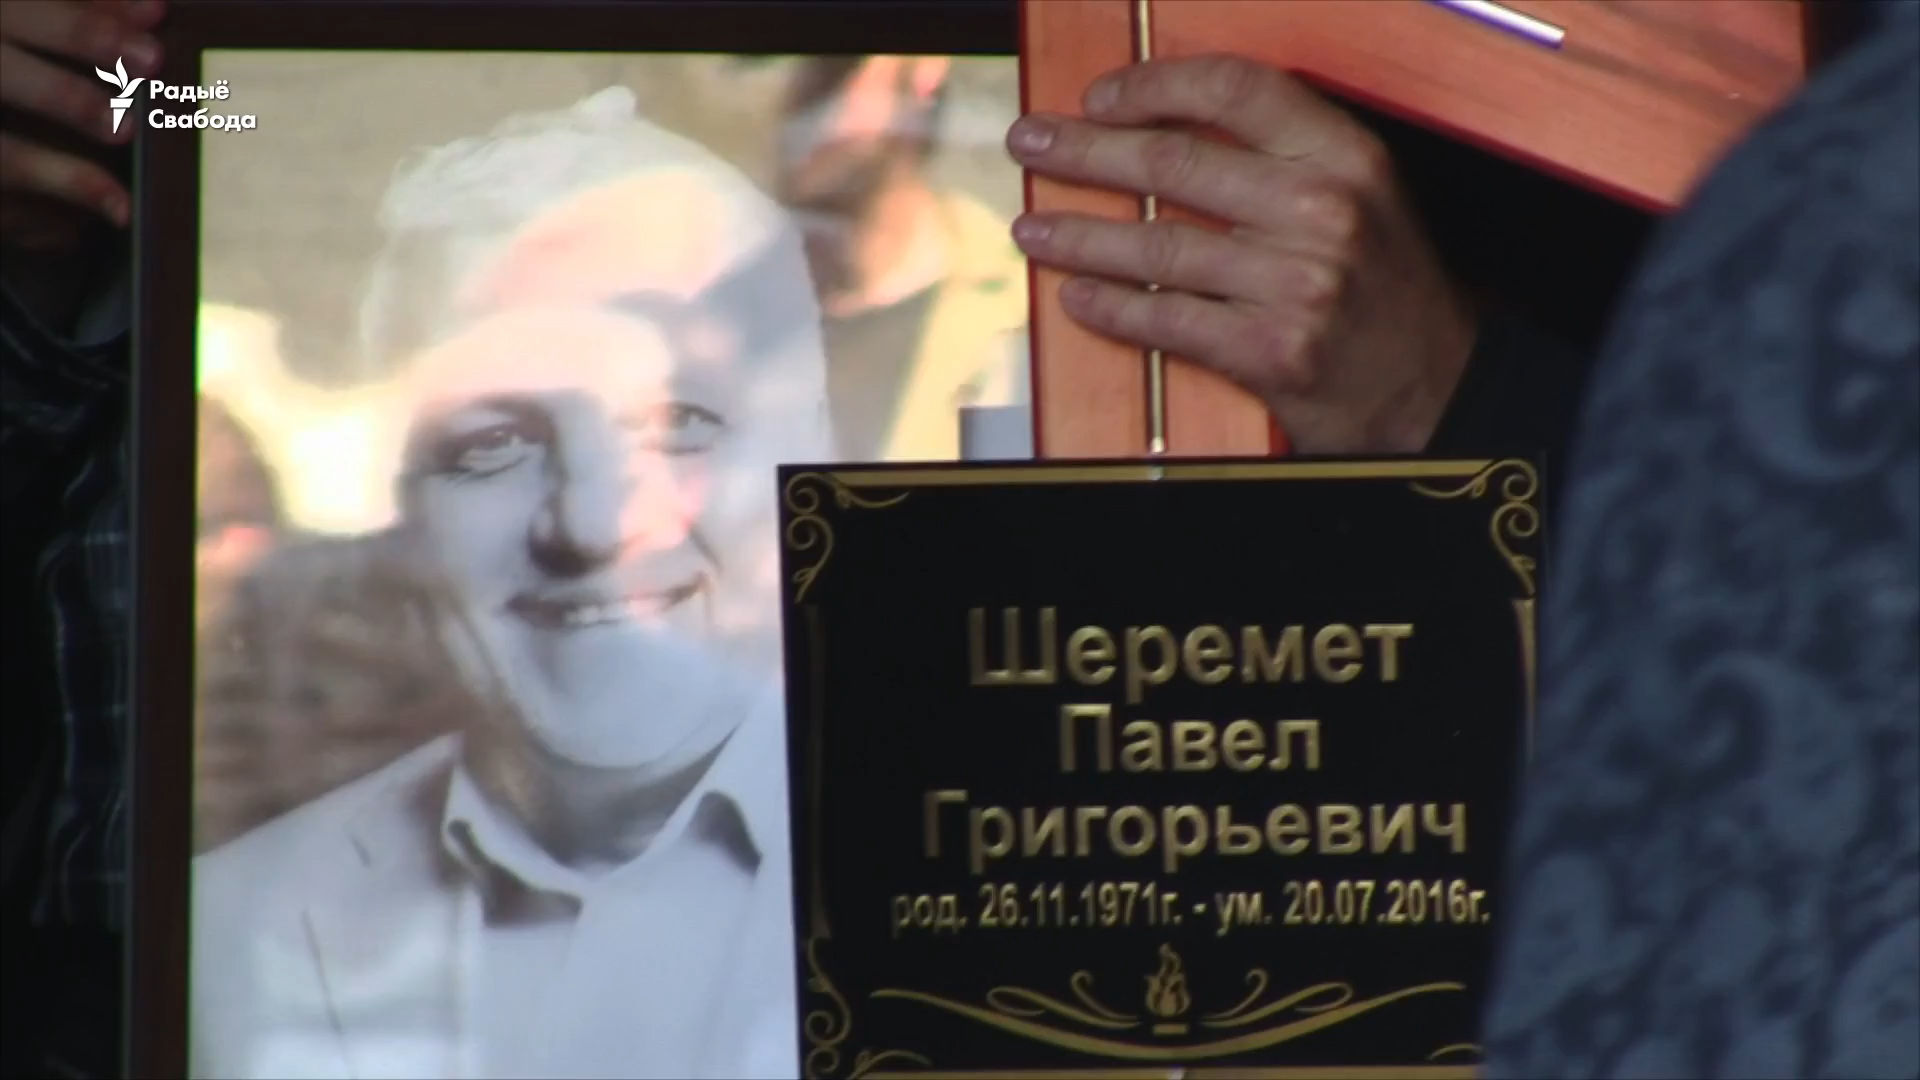 Радыё
Свабода
Шеремет
Павел
Григорьевич
род. 26.11.1971г. - ум. 20.07.2016г.